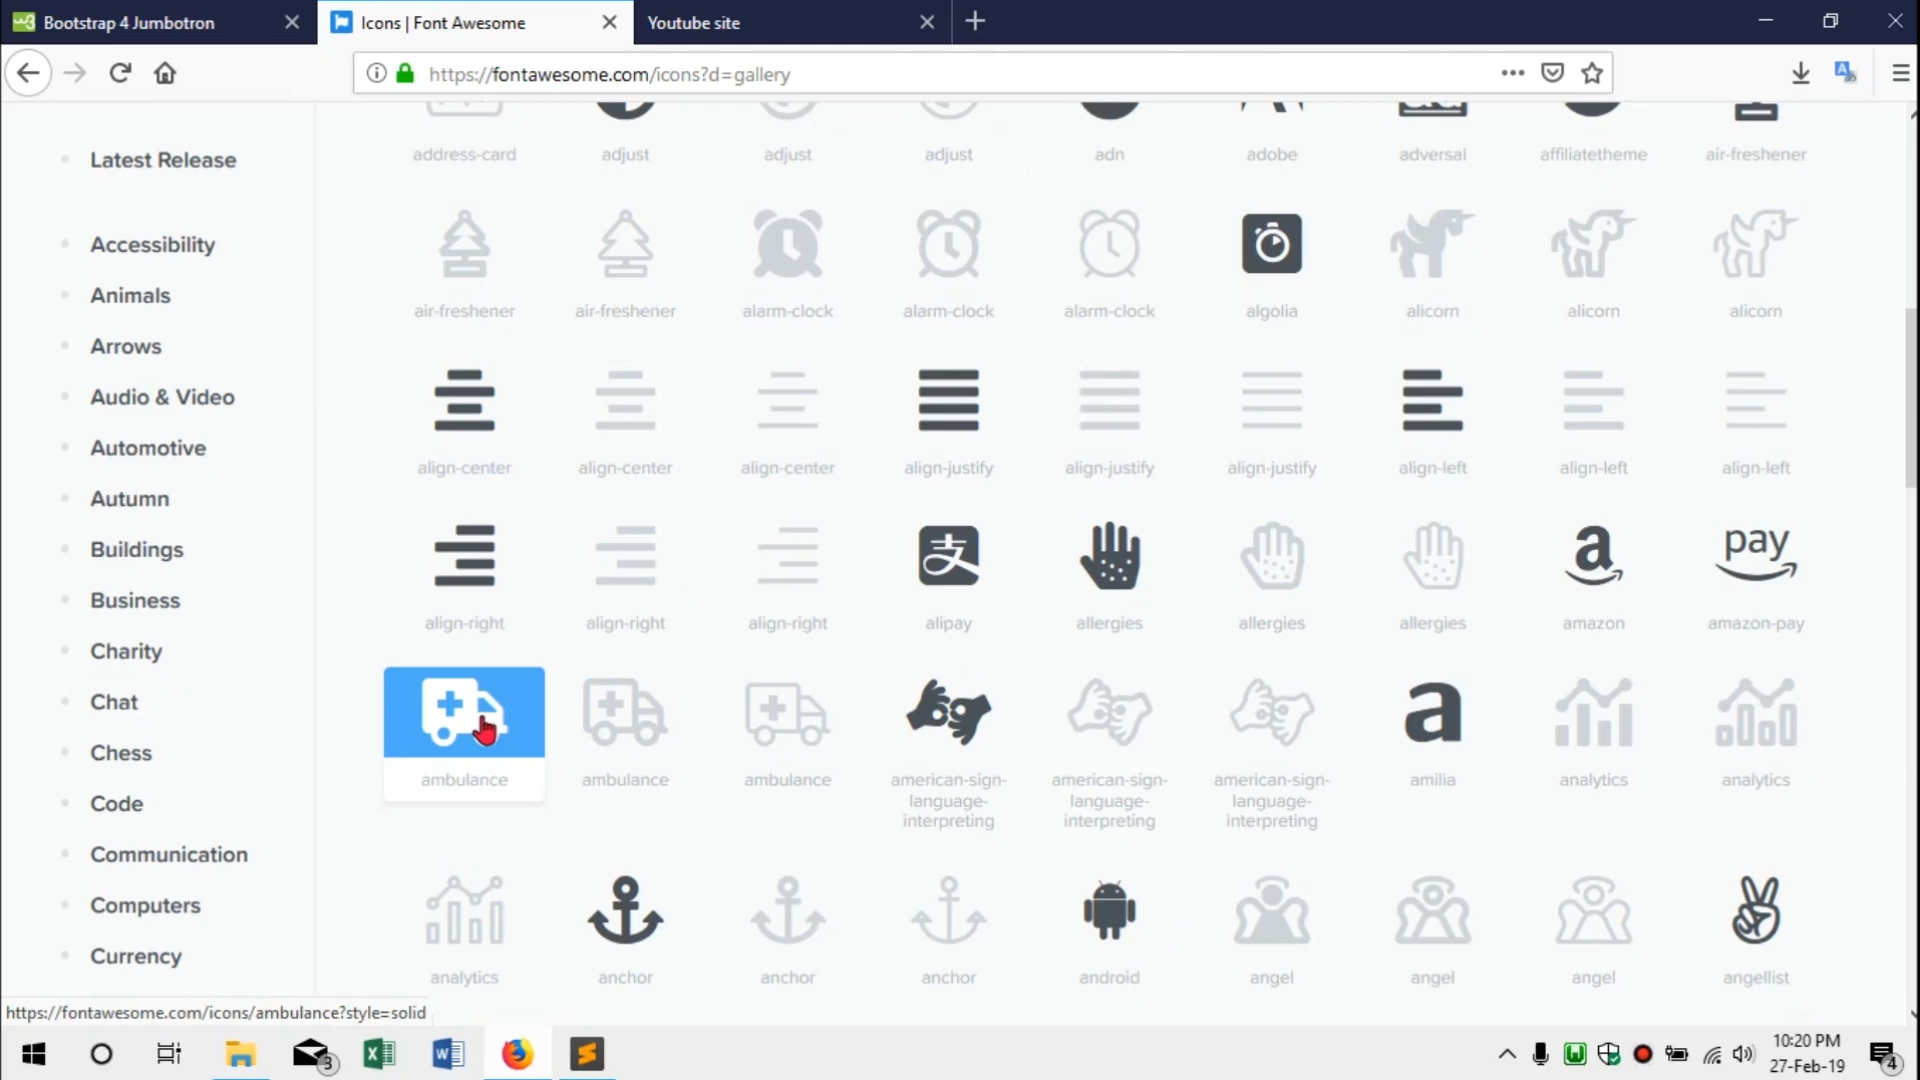 Bootstrap 4 Jumbotron
Icons | Font Awesome
Youtube site
https://fontawesome.com/icons?d=gallery
Latest Release
Accessibility
Animals
Arrows
Audio & Video
Automotive
Autumn
Buildings
Business
Charity
Chat
Chess
Code
Communication
Computers
Currency
address-card adjust adjust adjust adn adobe adversal affiliatetheme air-freshener
air-freshener air-freshener alarm-clock alarm-clock alarm-clock algolia alicorn alicorn alicorn
align-center align-center align-center align-justify align-justify align-justify align-left align-left align-left
支
a
pay
align-right align-right align-right alipay allergies allergies allergies amazon amazon-pay
a
ambulance ambulance ambulance american-sign- american-sign- american-sign- amilia analytics analytics
language- language- language-
interpreting interpreting interpreting
analytics anchor anchor anchor android angel angel angel angellist
https://fontawesome.com/icons/ambulance?style=solid
3
10:20 PM
27-Feb-19
4